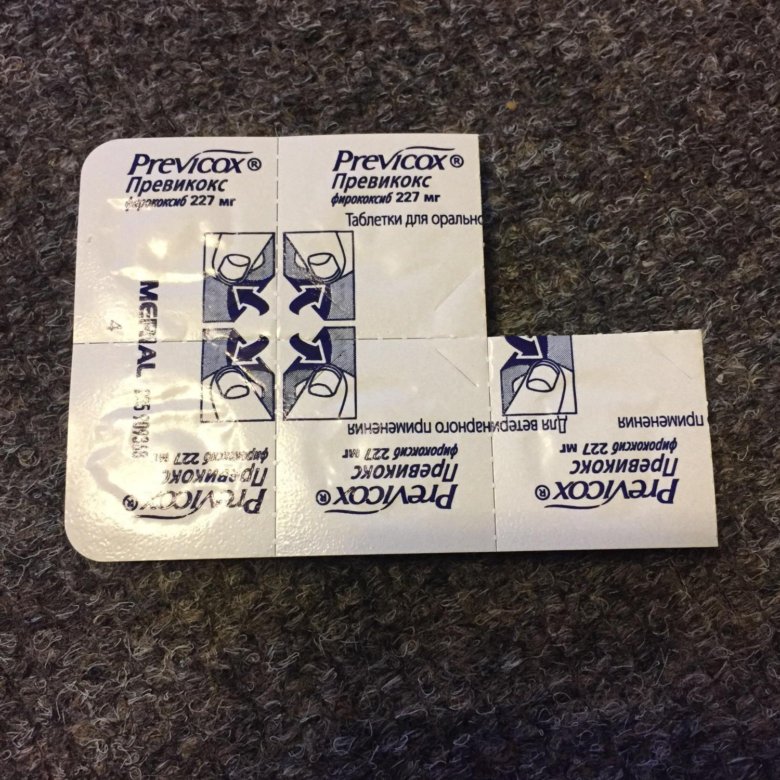 Previcox®
Превикокс
фирококсиб 227 мг
Previcox®
Превикокс
фирококсиб 227 мг
Таблетки для орально
MERIAL
4
Для ветеринарного применения
фирококсиб 227 мг
Превикокс
Previcox®
фирококсиб 227 мг
Превикокс
Previcox®
применения
фирококсиб 227 мг
Превикокс
Previcox®